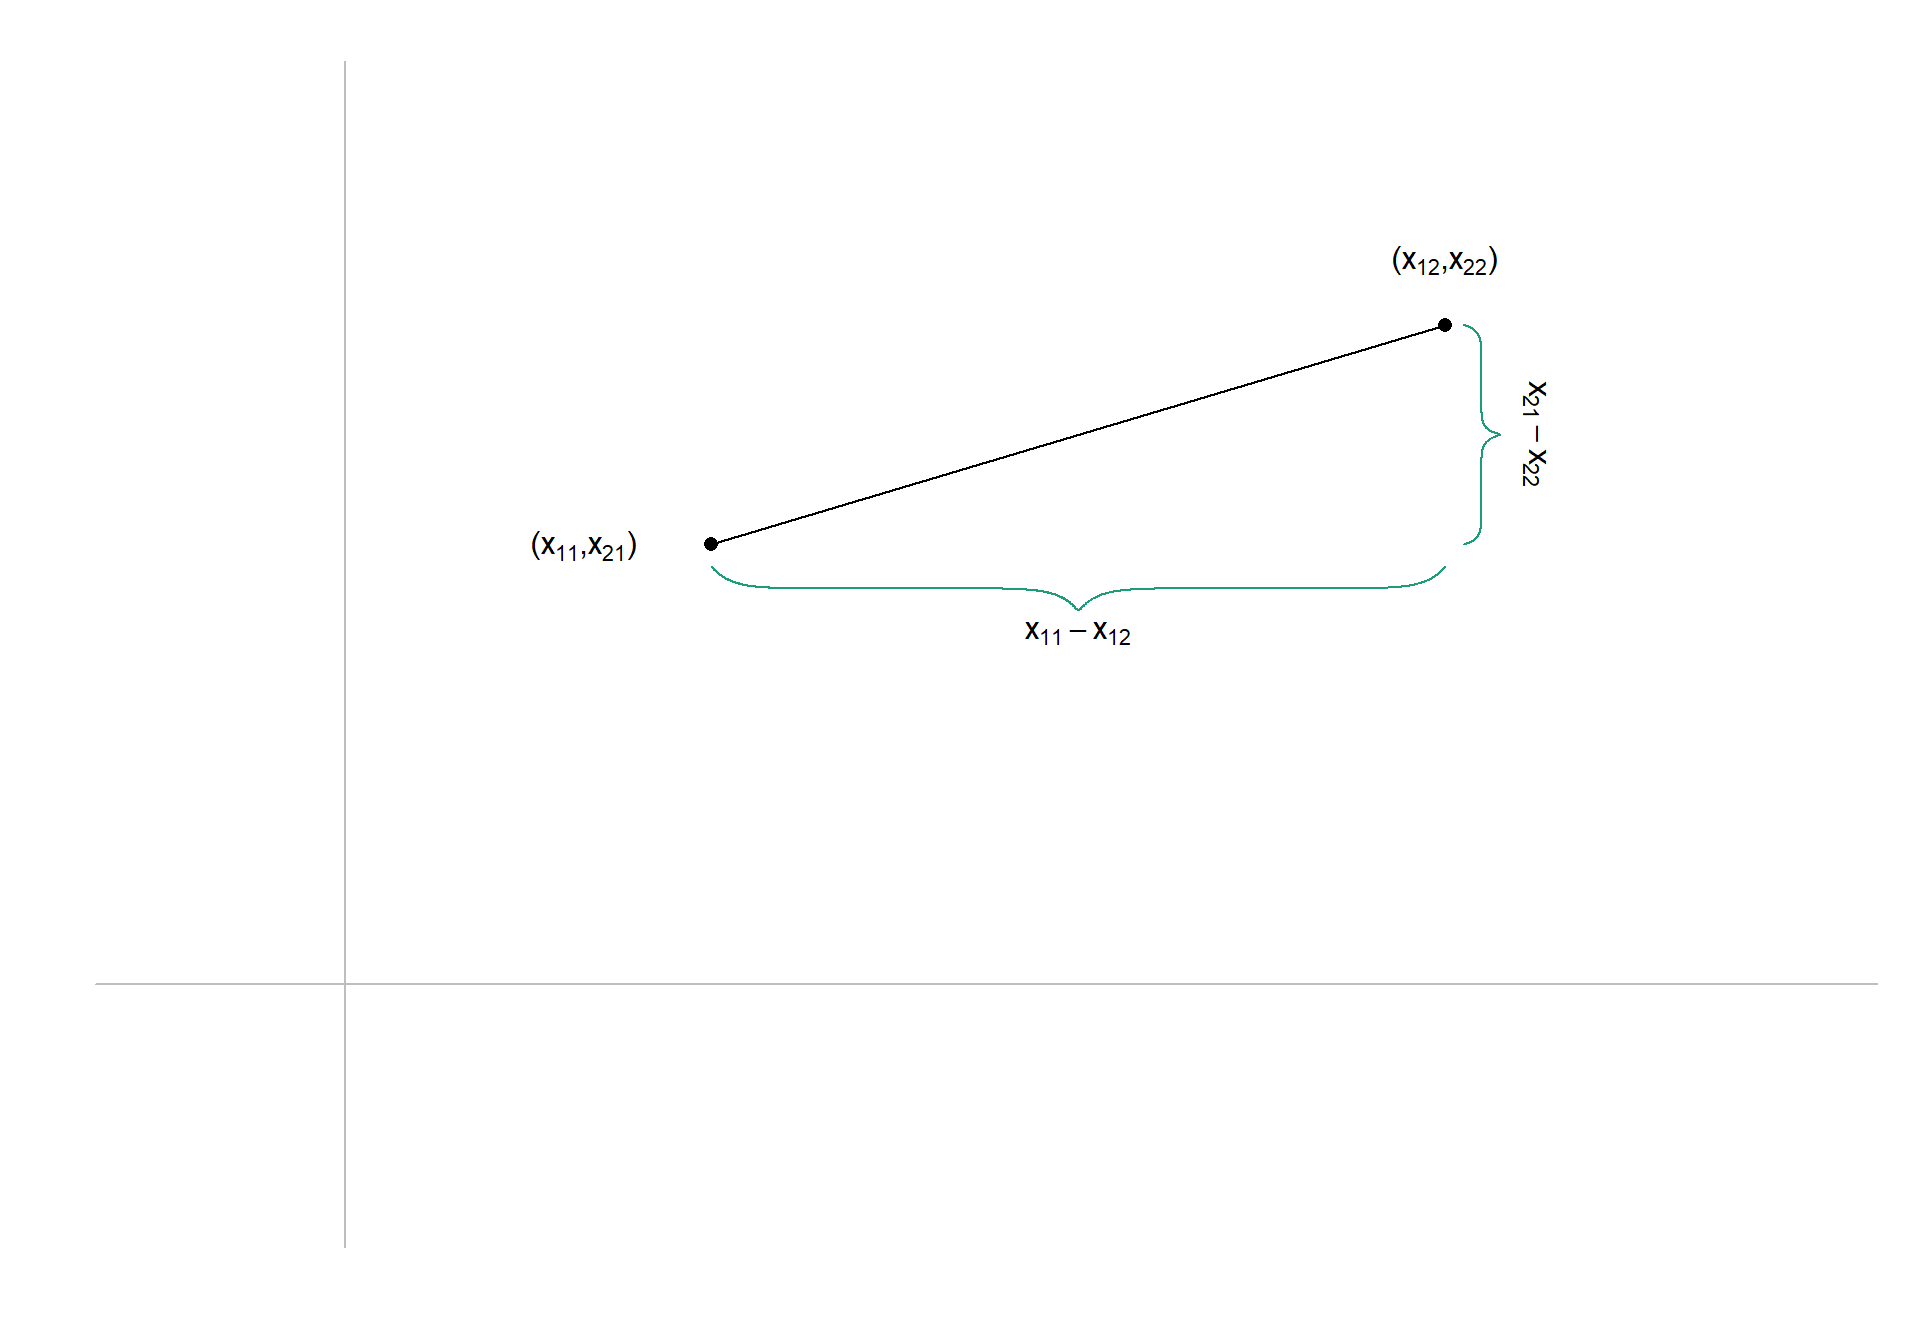 (x₁₂,x₂₂)
x₂₁ − x₂₂
(x₁₁,x₂₁)
x₁₁ − x₁₂